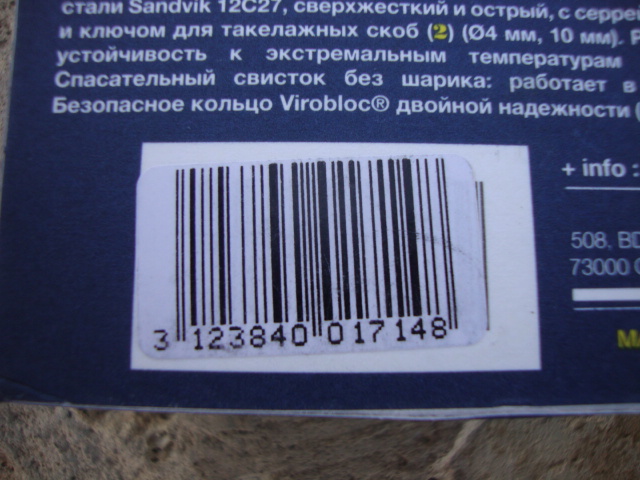 стали Sandvik 12C27, сверхжесткий и острый, с серрей
и ключом для такелажных скоб (2) (Ø4 мм, 10 мм).
устойчивость к экстремальным температурам
Спасательный свисток без шарика: работает в
Безопасное кольцо Virobloc® двойной надежности (
+ info :
508, BD
73000
3 123840 017148